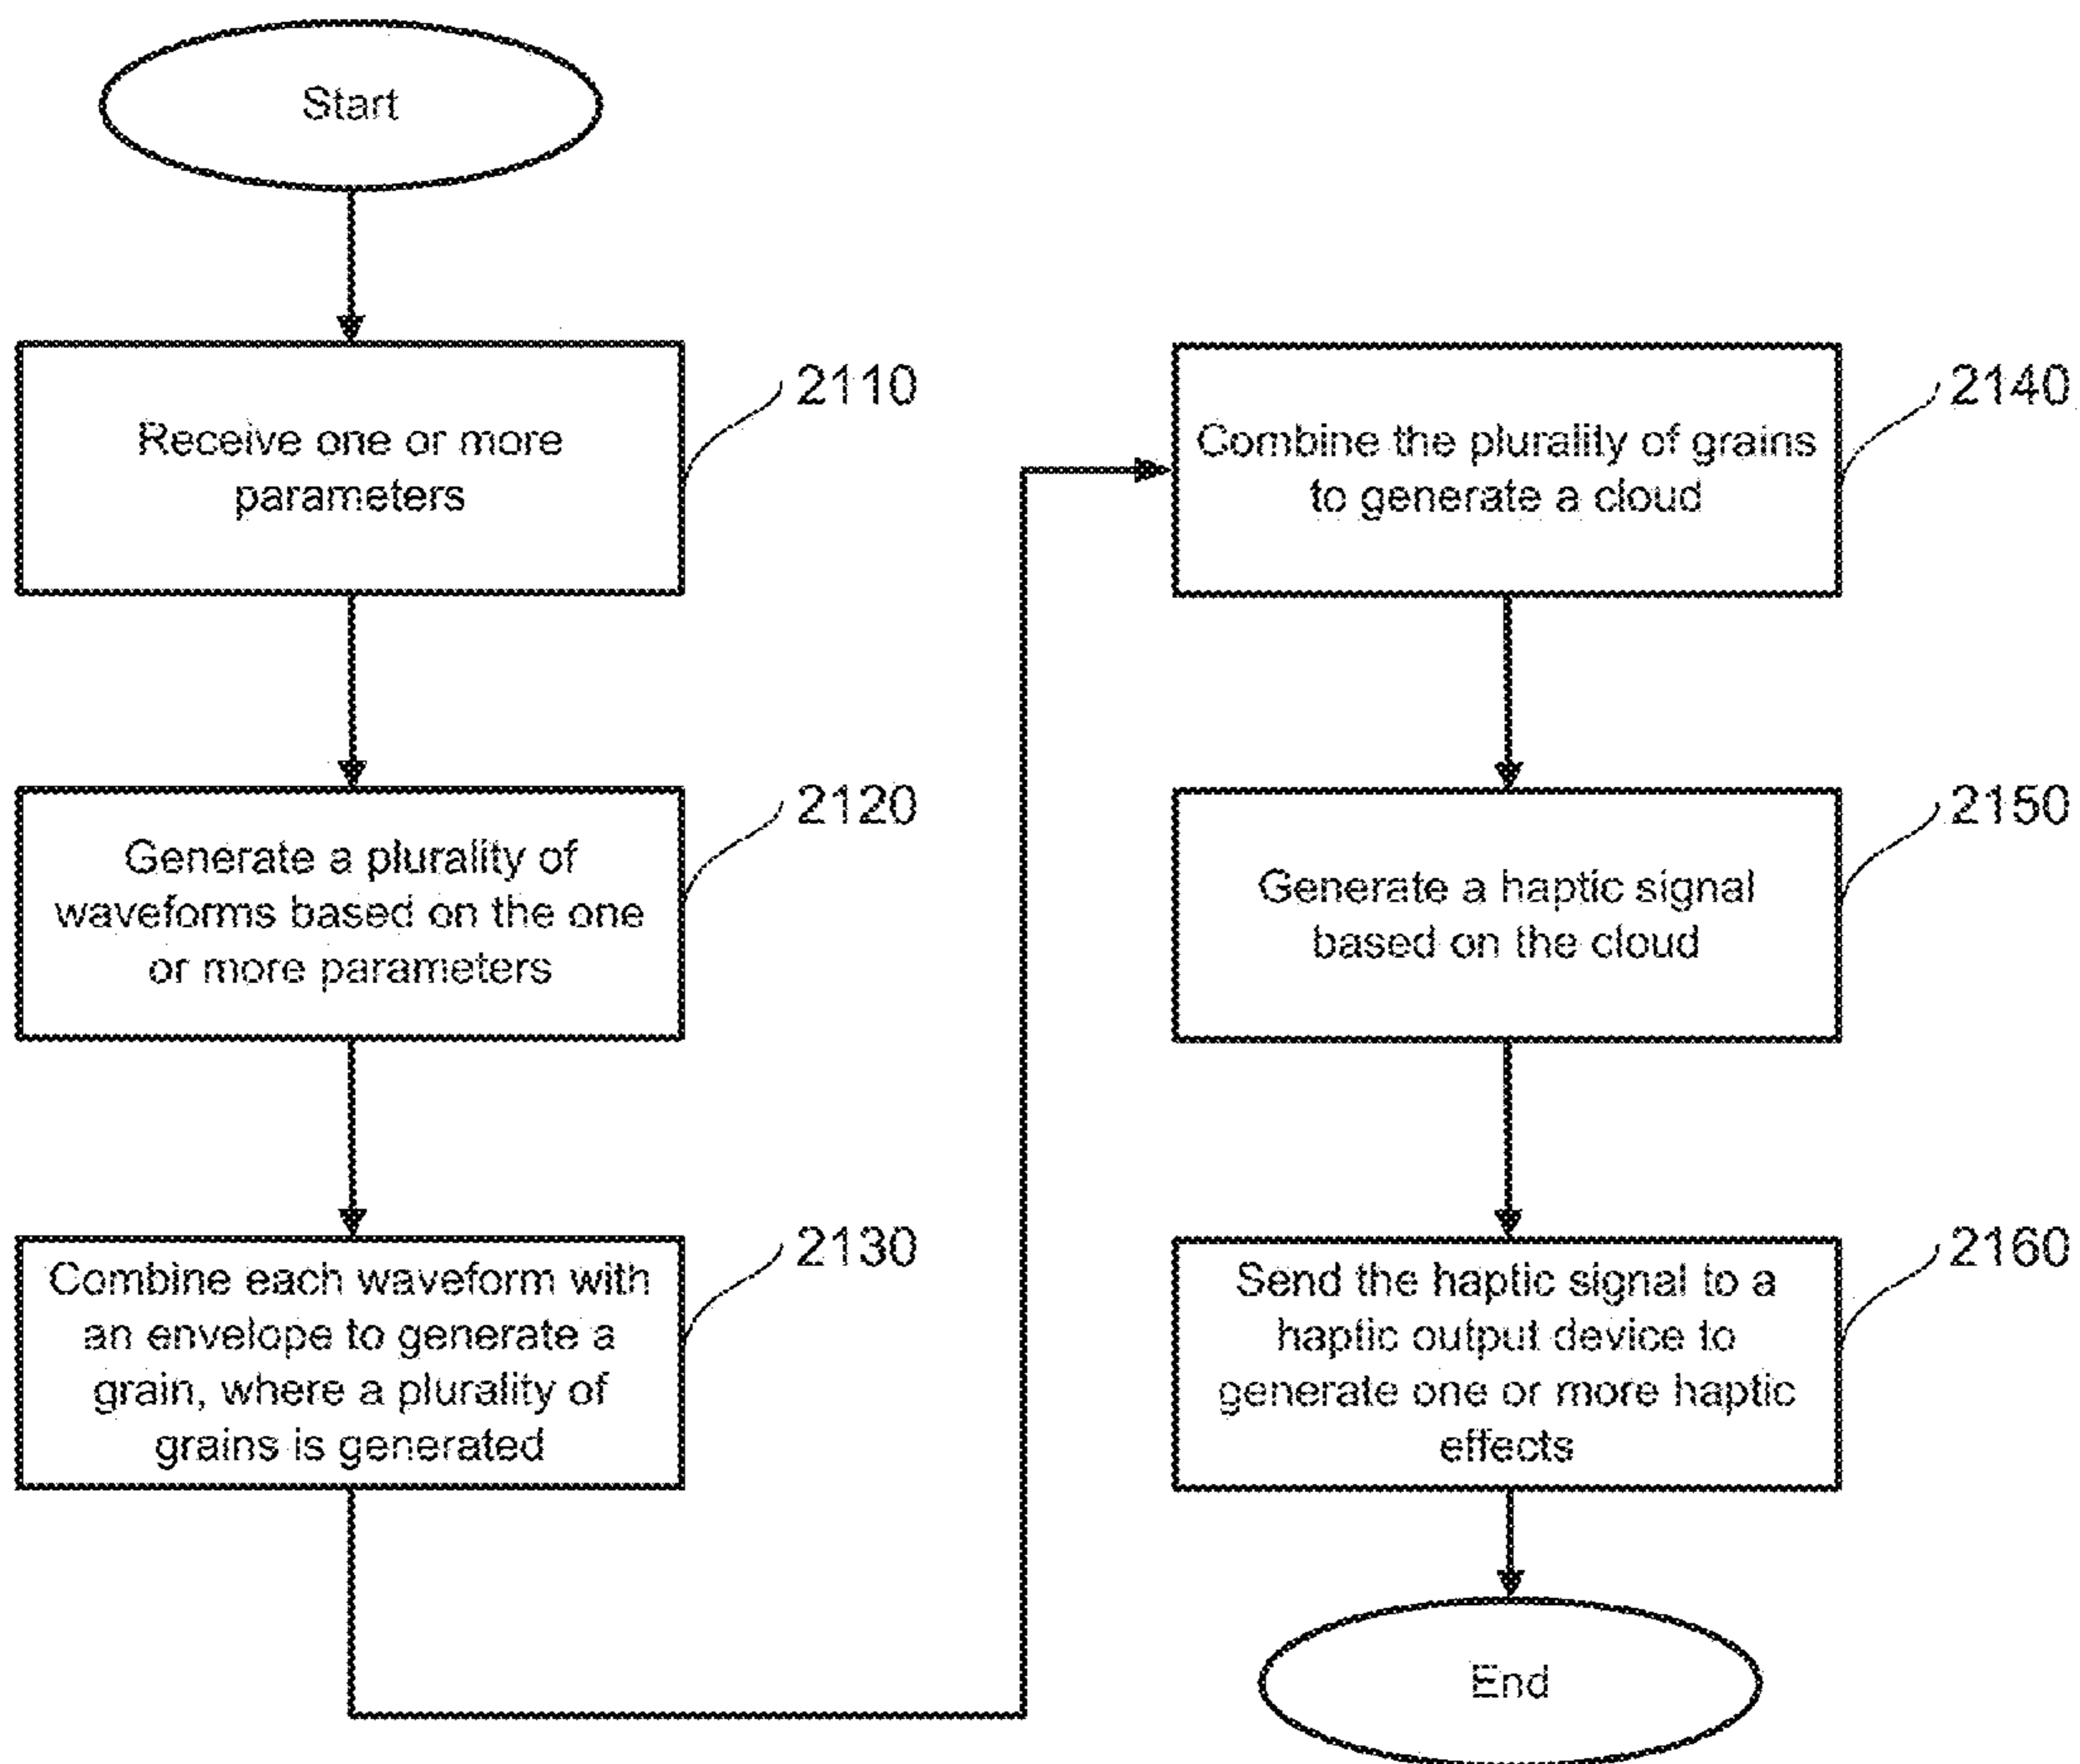 Start
Receive one or more
parameters
2110
Generate a plurality of
waveforms based on the one
or more parameters
2120
Combine each waveform with
an envelope to generate a
grain, where a plurality of
grains is generated
2130
Combine the plurality of grains
to generate a cloud
2140
Generate a haptic signal
based on the cloud
2150
Send the haptic signal to a
haptic output device to
generate one or more haptic
effects
2160
End